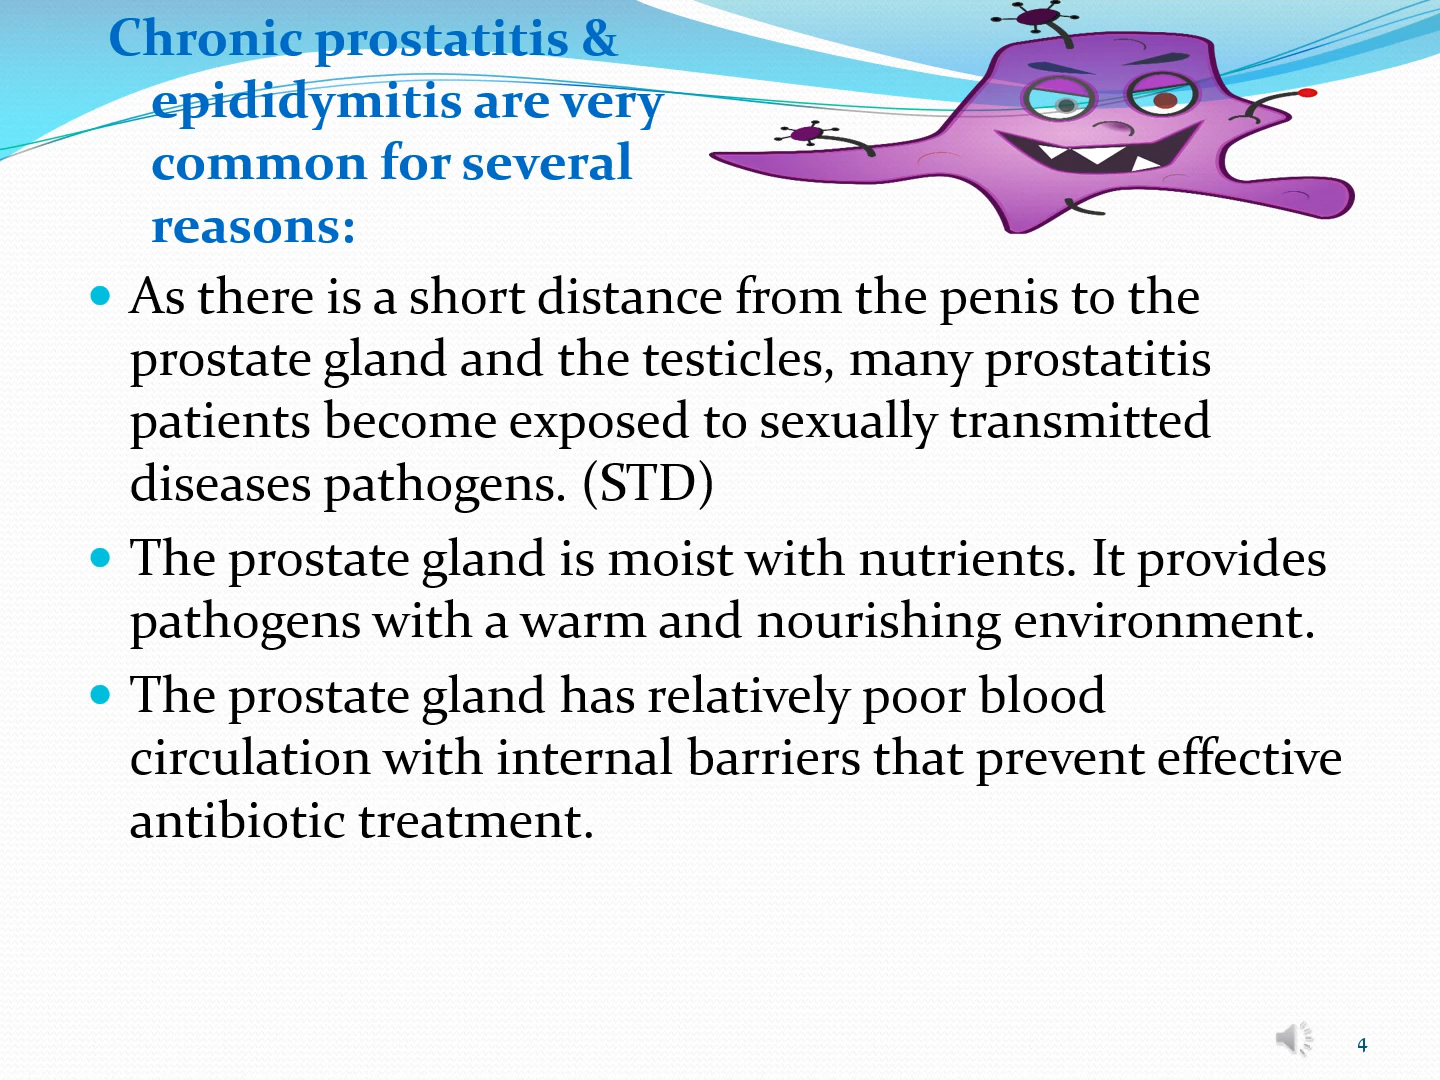 Chronic prostatitis &
epididymitis are very
common for several
reasons:
• As there is a short distance from the penis to the
prostate gland and the testicles, many prostatitis
patients become exposed to sexually transmitted
diseases pathogens. (STD)
• The prostate gland is moist with nutrients. It provides
pathogens with a warm and nourishing environment.
• The prostate gland has relatively poor blood
circulation with internal barriers that prevent effective
antibiotic treatment.
4